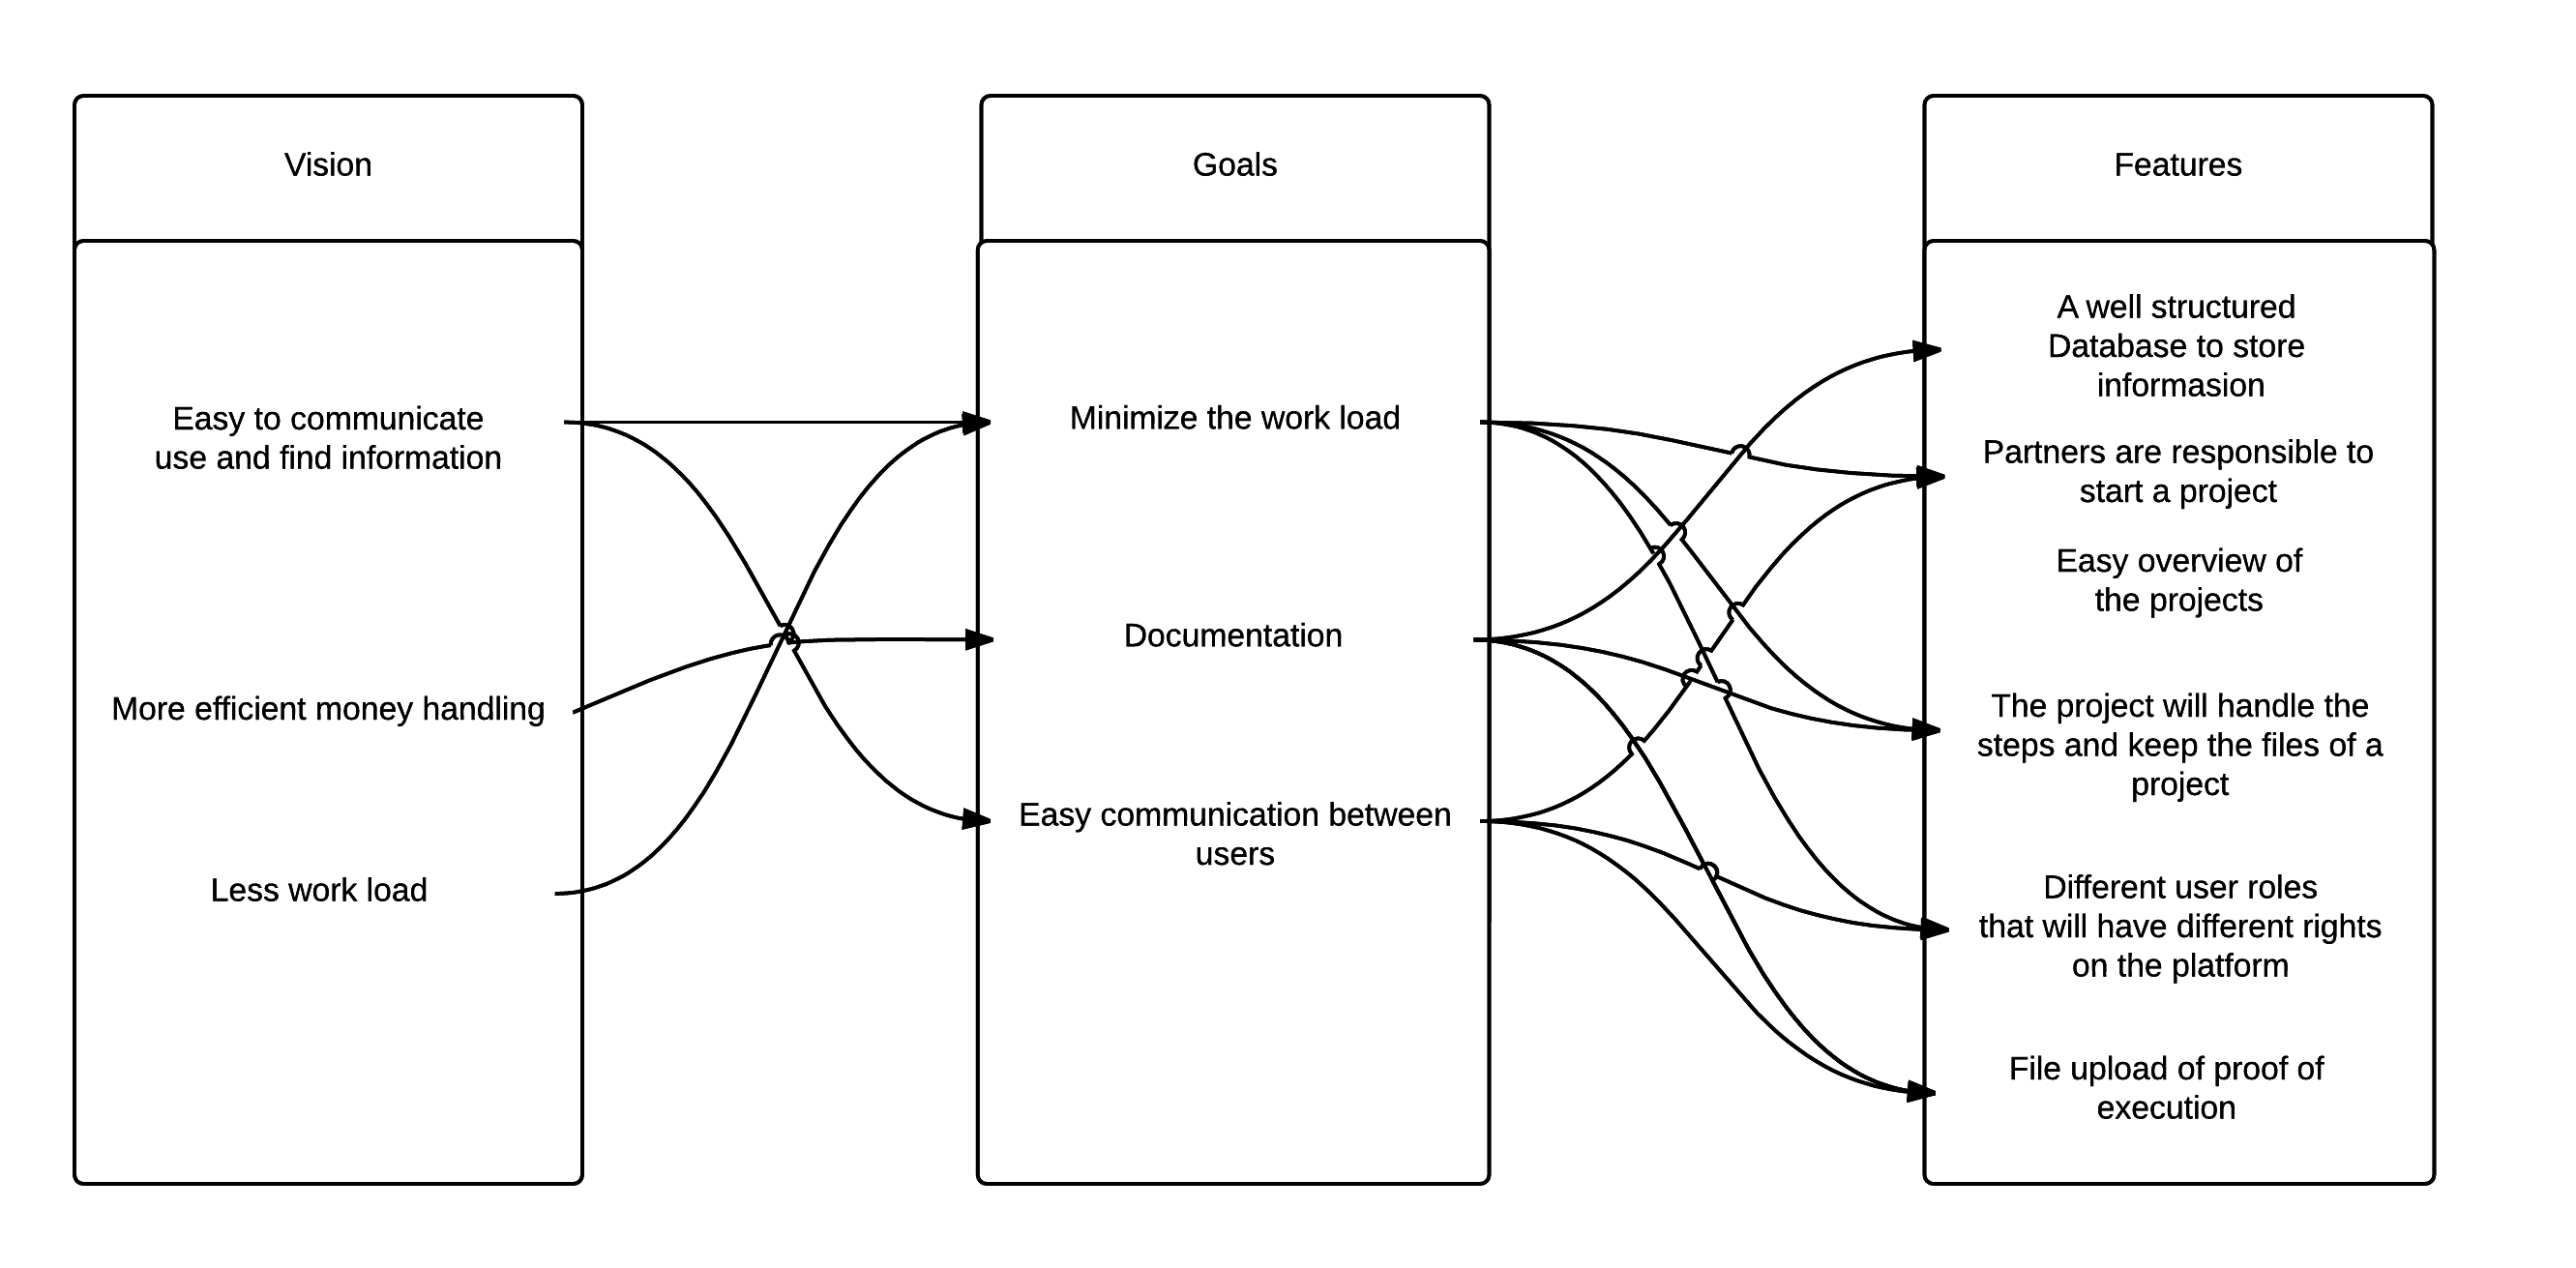 Vision
Easy to communicate
use and find information
More efficient money handling
Less work load
Goals
Minimize the work load
Documentation
Easy communication between
users
Features
A well structured
Database to store
informasion
Partners are responsible to
start a project
Easy overview of
the projects
The project will handle the
steps and keep the files of a
project
Different user roles
that will have different rights
on the platform
File upload of proof of
execution